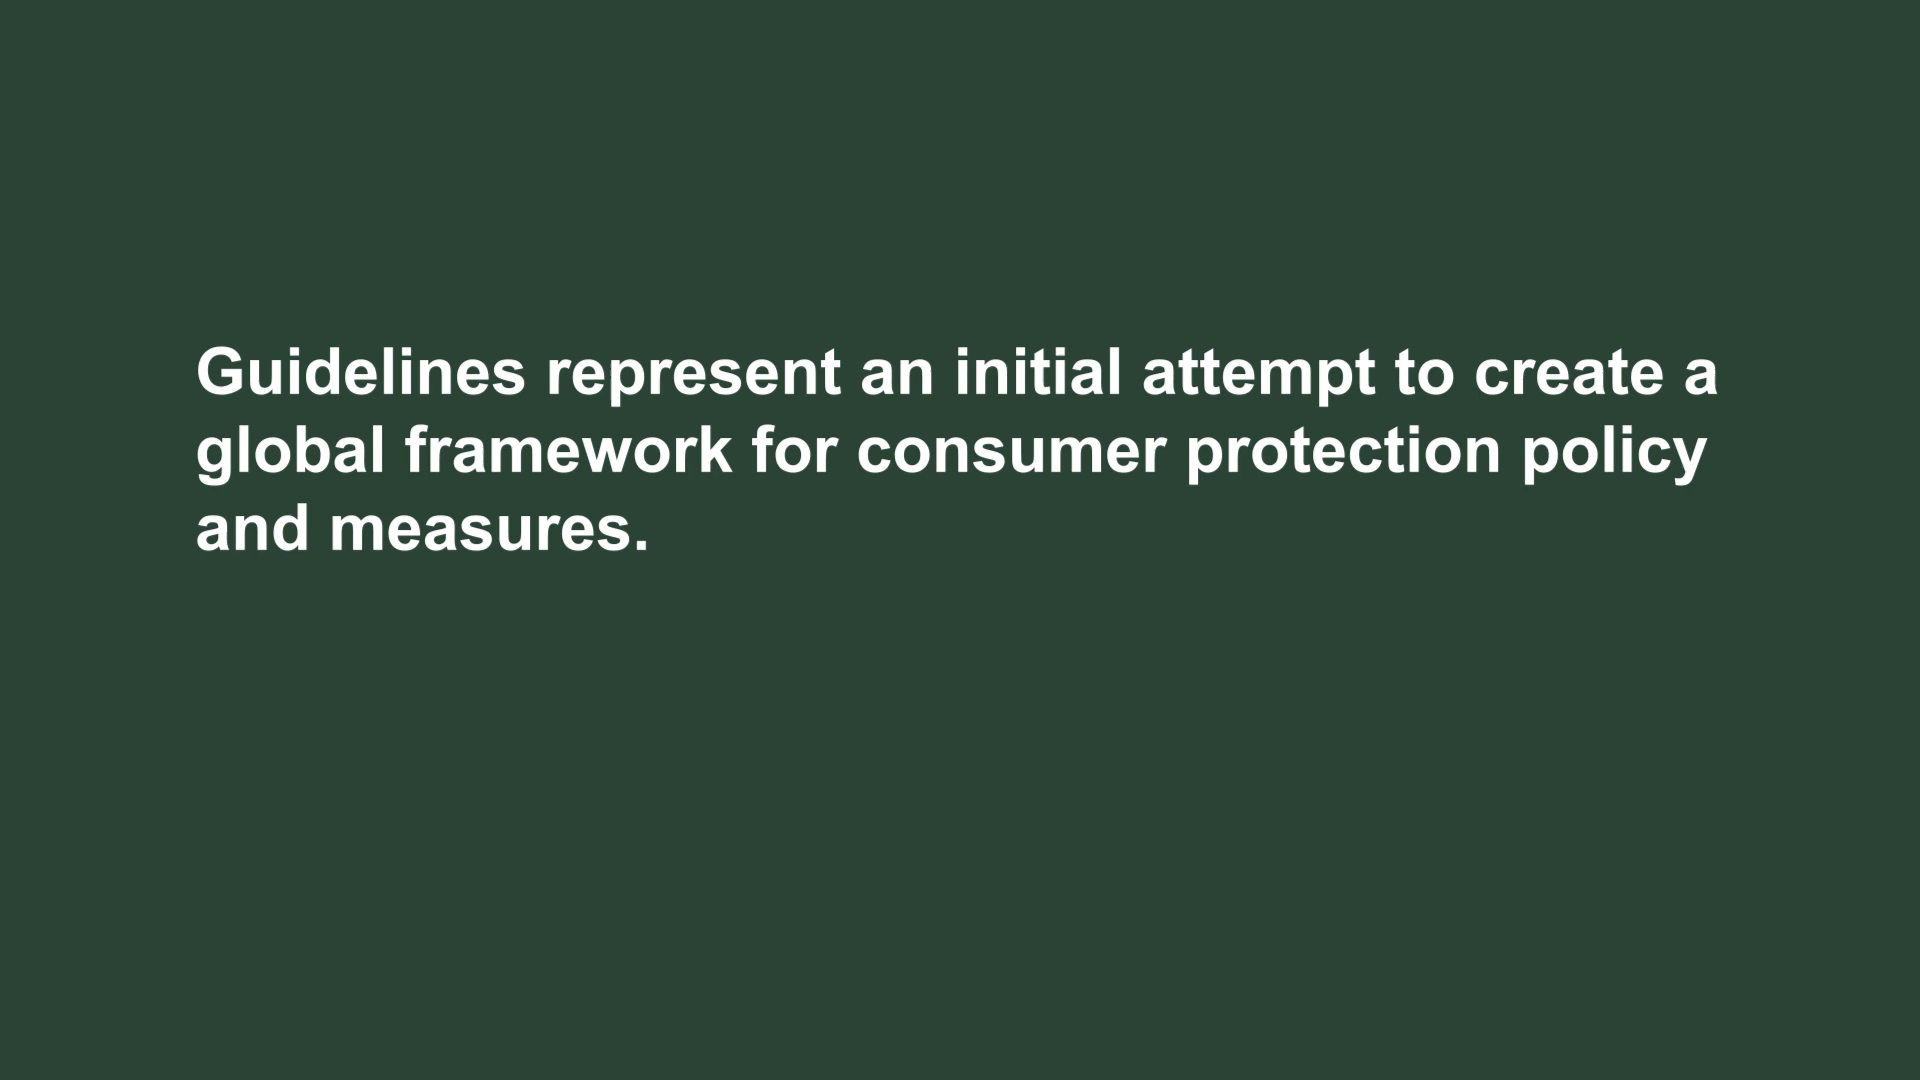 Guidelines represent an initial attempt to create a
global framework for consumer protection policy
and measures.